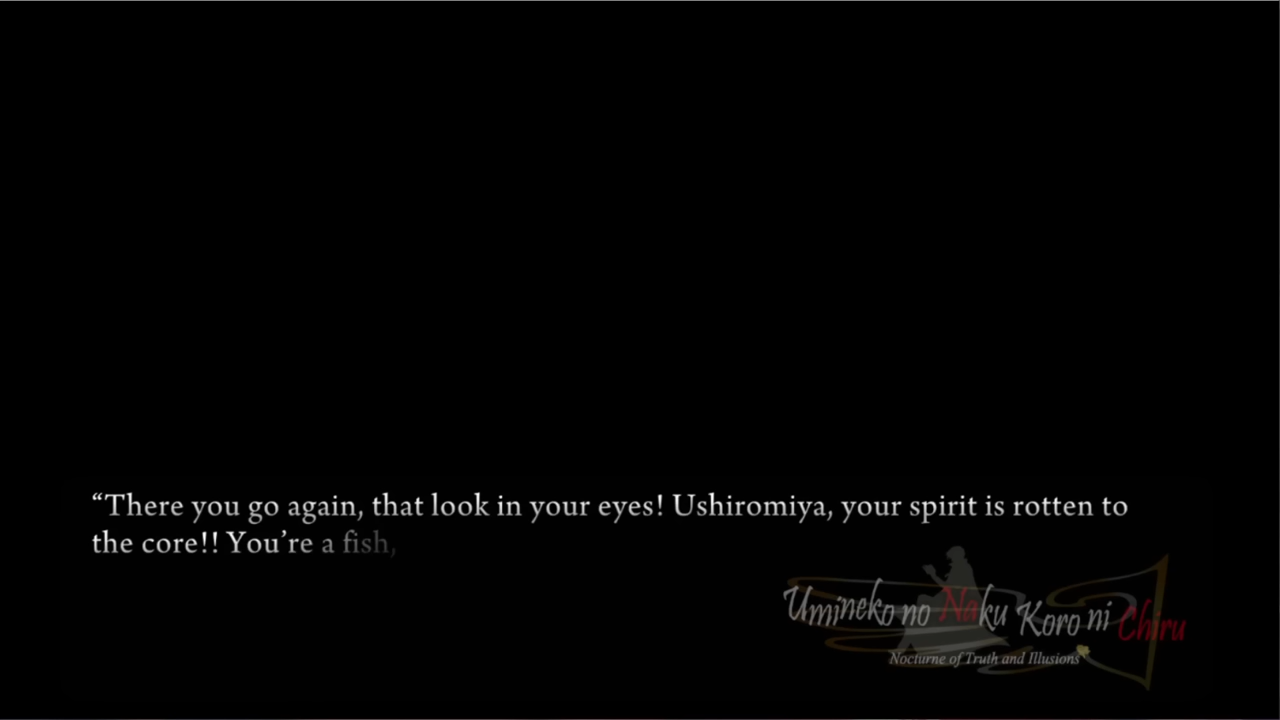 “There you go again, that look in your eyes! Ushiromiya, your spirit is rotten to
the core!! You’re a fish,
Umineko no Naku Koro ni Chiru
Nocturne of Truth and Illusions